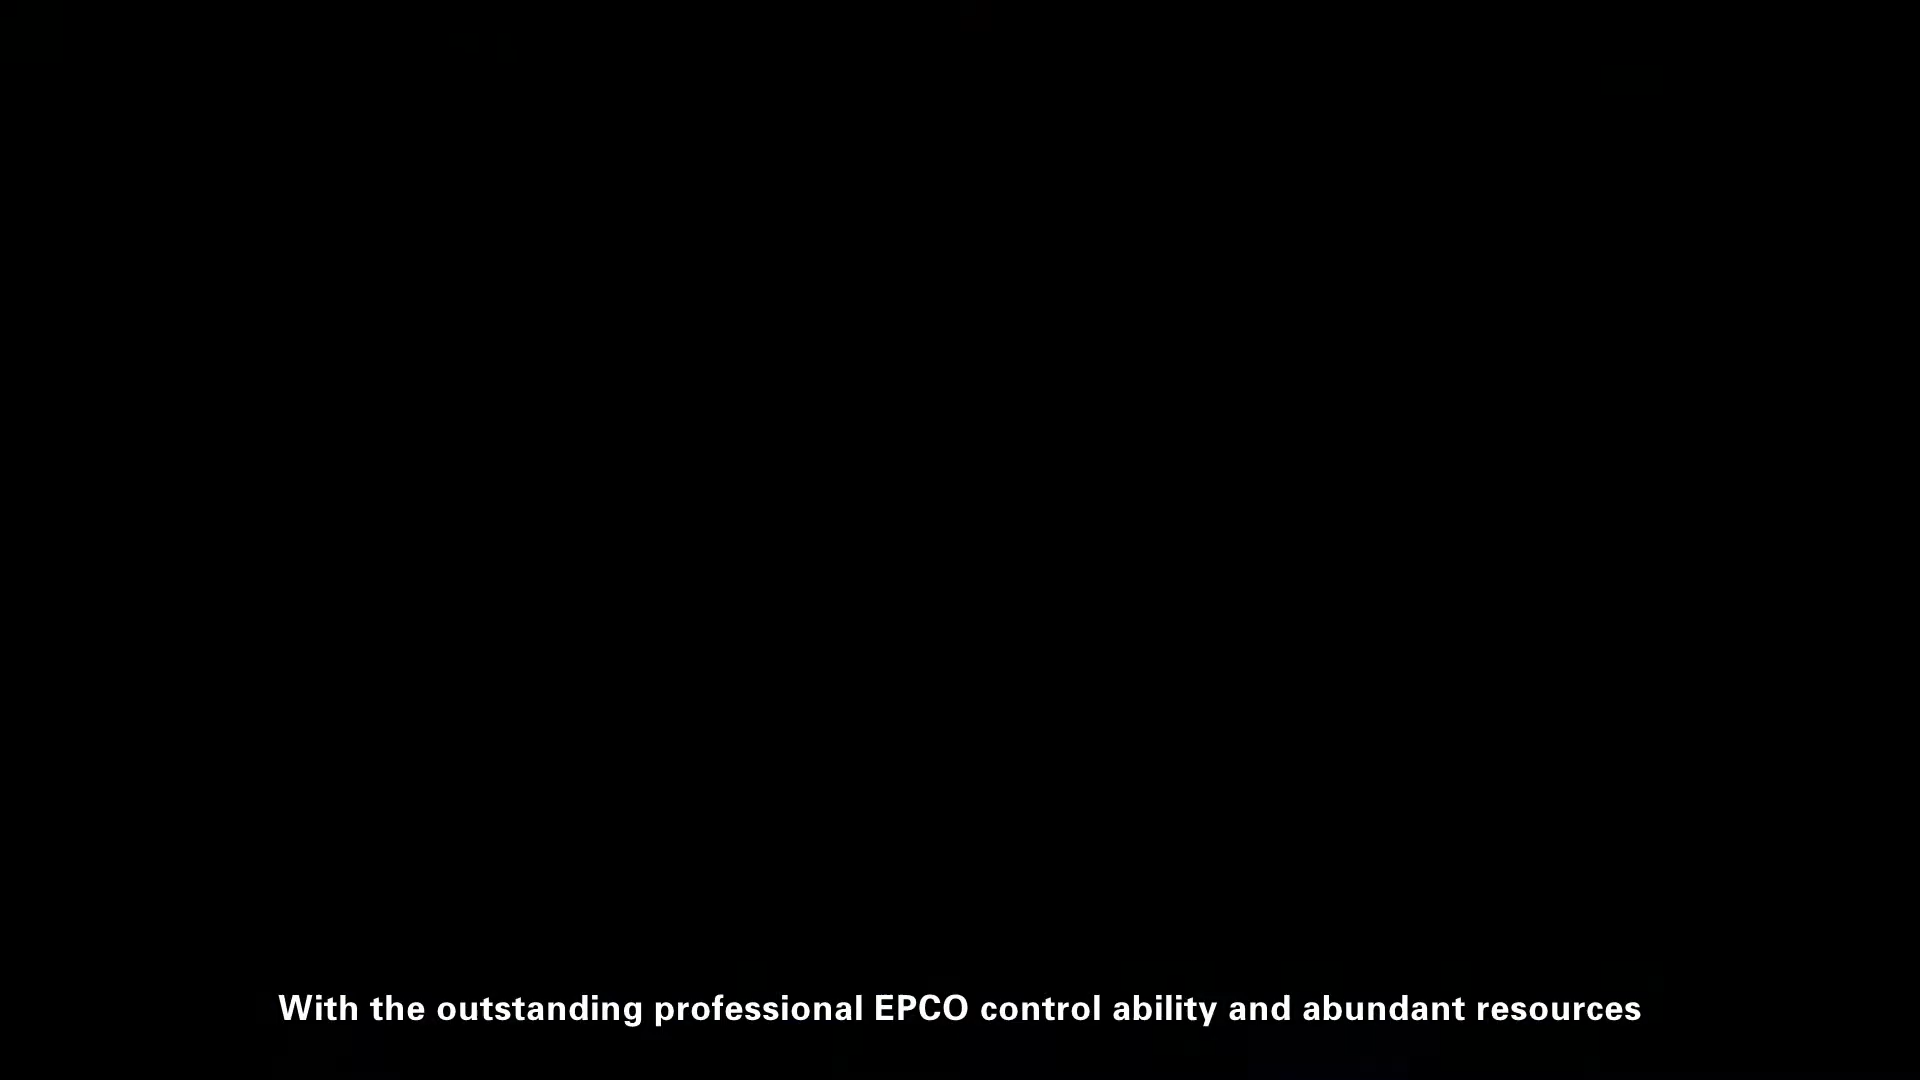 With the outstanding professional EPCO control ability and abundant resources